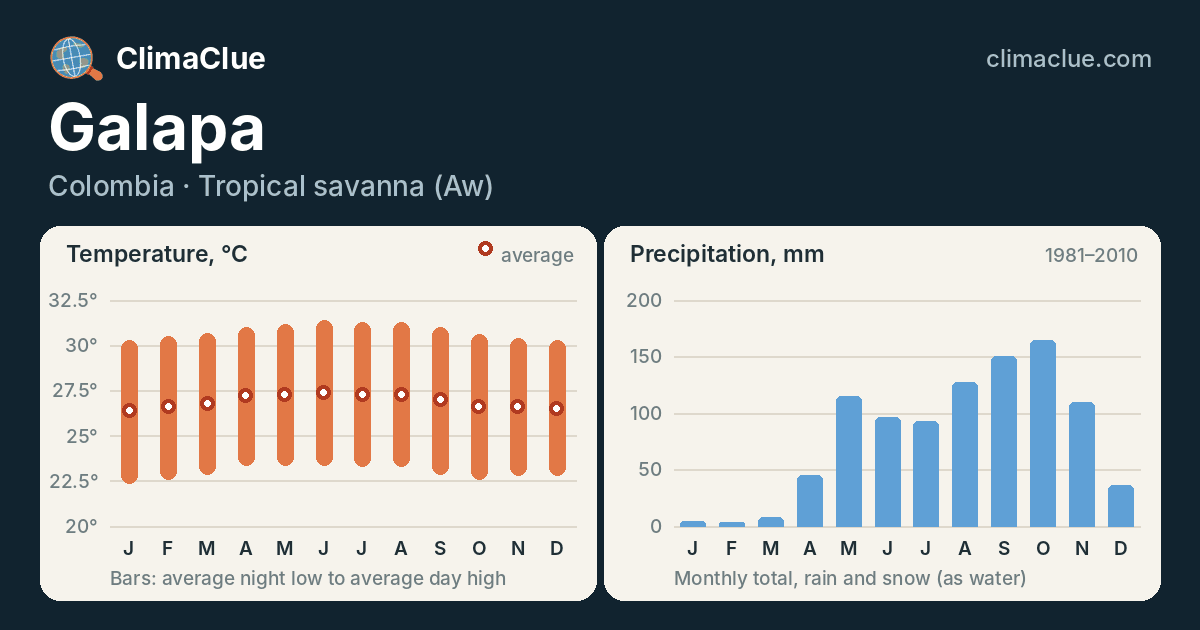 ClimaClue
climaclue.com
Galapa
Colombia · Tropical savanna (Aw)
Temperature, °C
average
32.5°
30°
27.5°
25°
22.5°
20°
J F M A M J J A S O N D
Bars: average night low to average day high
Precipitation, mm
1981–2010
200
150
100
50
0
J F M A M J J A S O N D
Monthly total, rain and snow (as water)